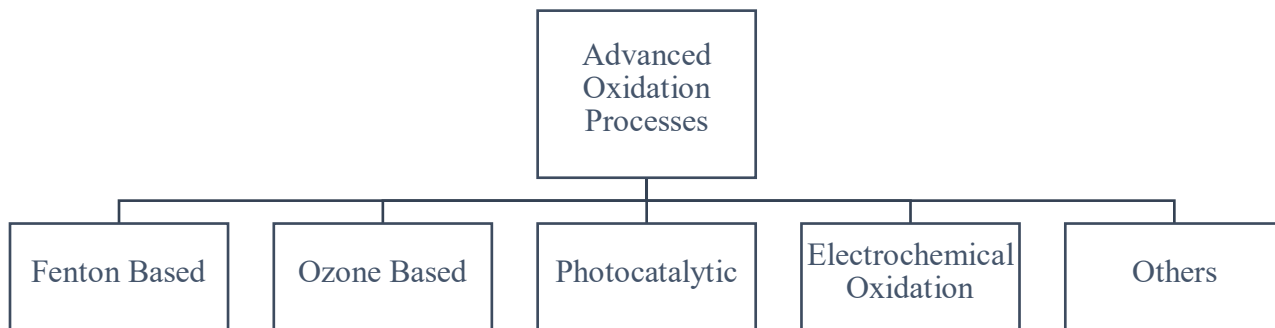 Advanced
Oxidation
Processes
Fenton Based
Ozone Based
Photocatalytic
Electrochemical
Oxidation
Others